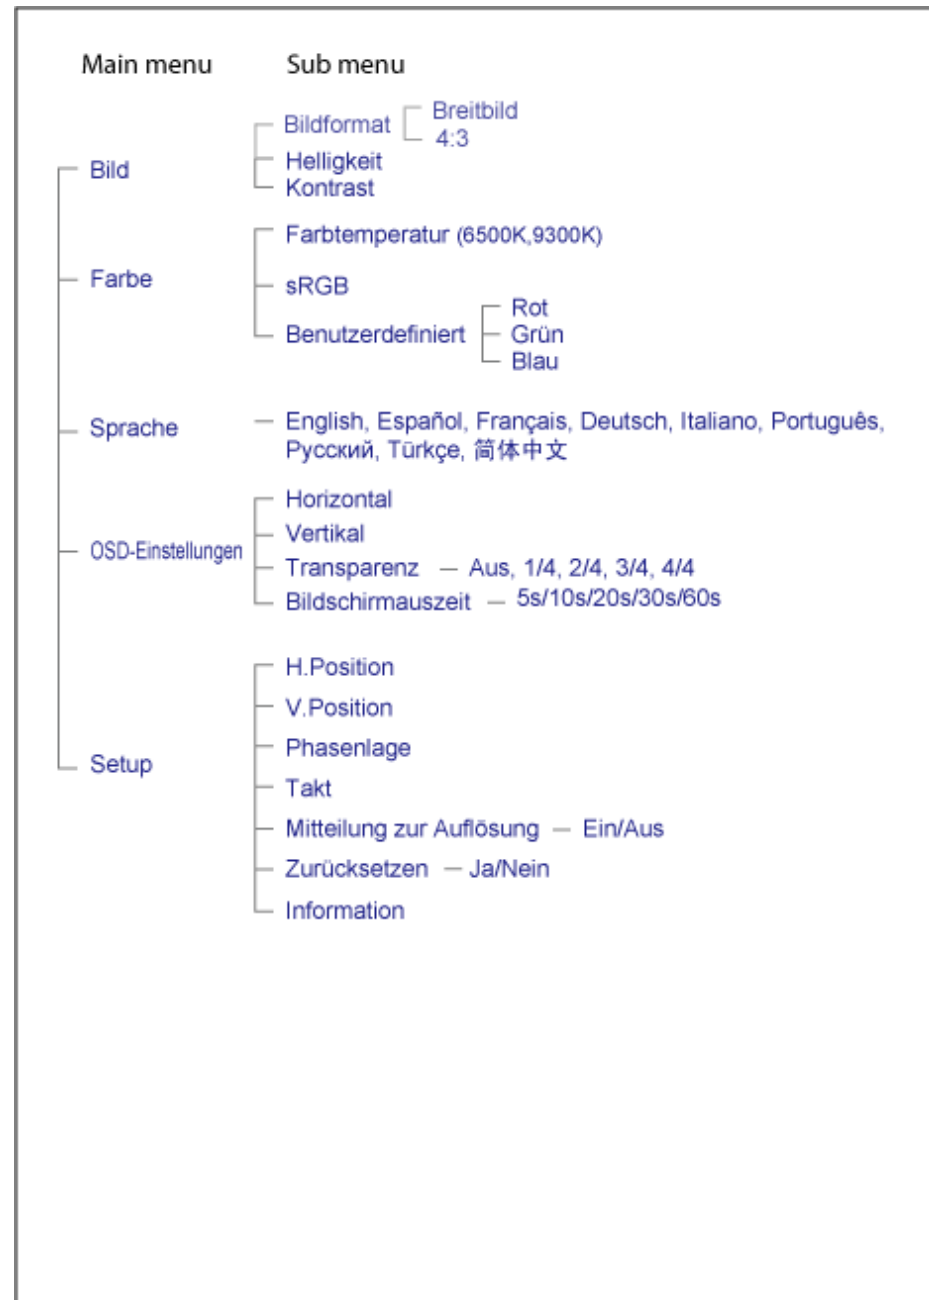 Main menu Sub menu
Bildformat Breitbild
4:3
Bild Helligkeit
Kontrast
Farbtemperatur (6500K,9300K)
Farbe sRGB
Rot
Benutzerdefiniert Grün
Blau
Sprache — English, Español, Français, Deutsch, Italiano, Português,
Русский, Türkçe, 简体中文
Horizontal
Vertikal
OSD-Einstellungen
Transparenz — Aus, 1/4, 2/4, 3/4, 4/4
Bildschirmauszeit — 5s/10s/20s/30s/60s
H.Position
V.Position
Phasenlage
Setup
Takt
Mitteilung zur Auflösung — Ein/Aus
Zurücksetzen — Ja/Nein
Information